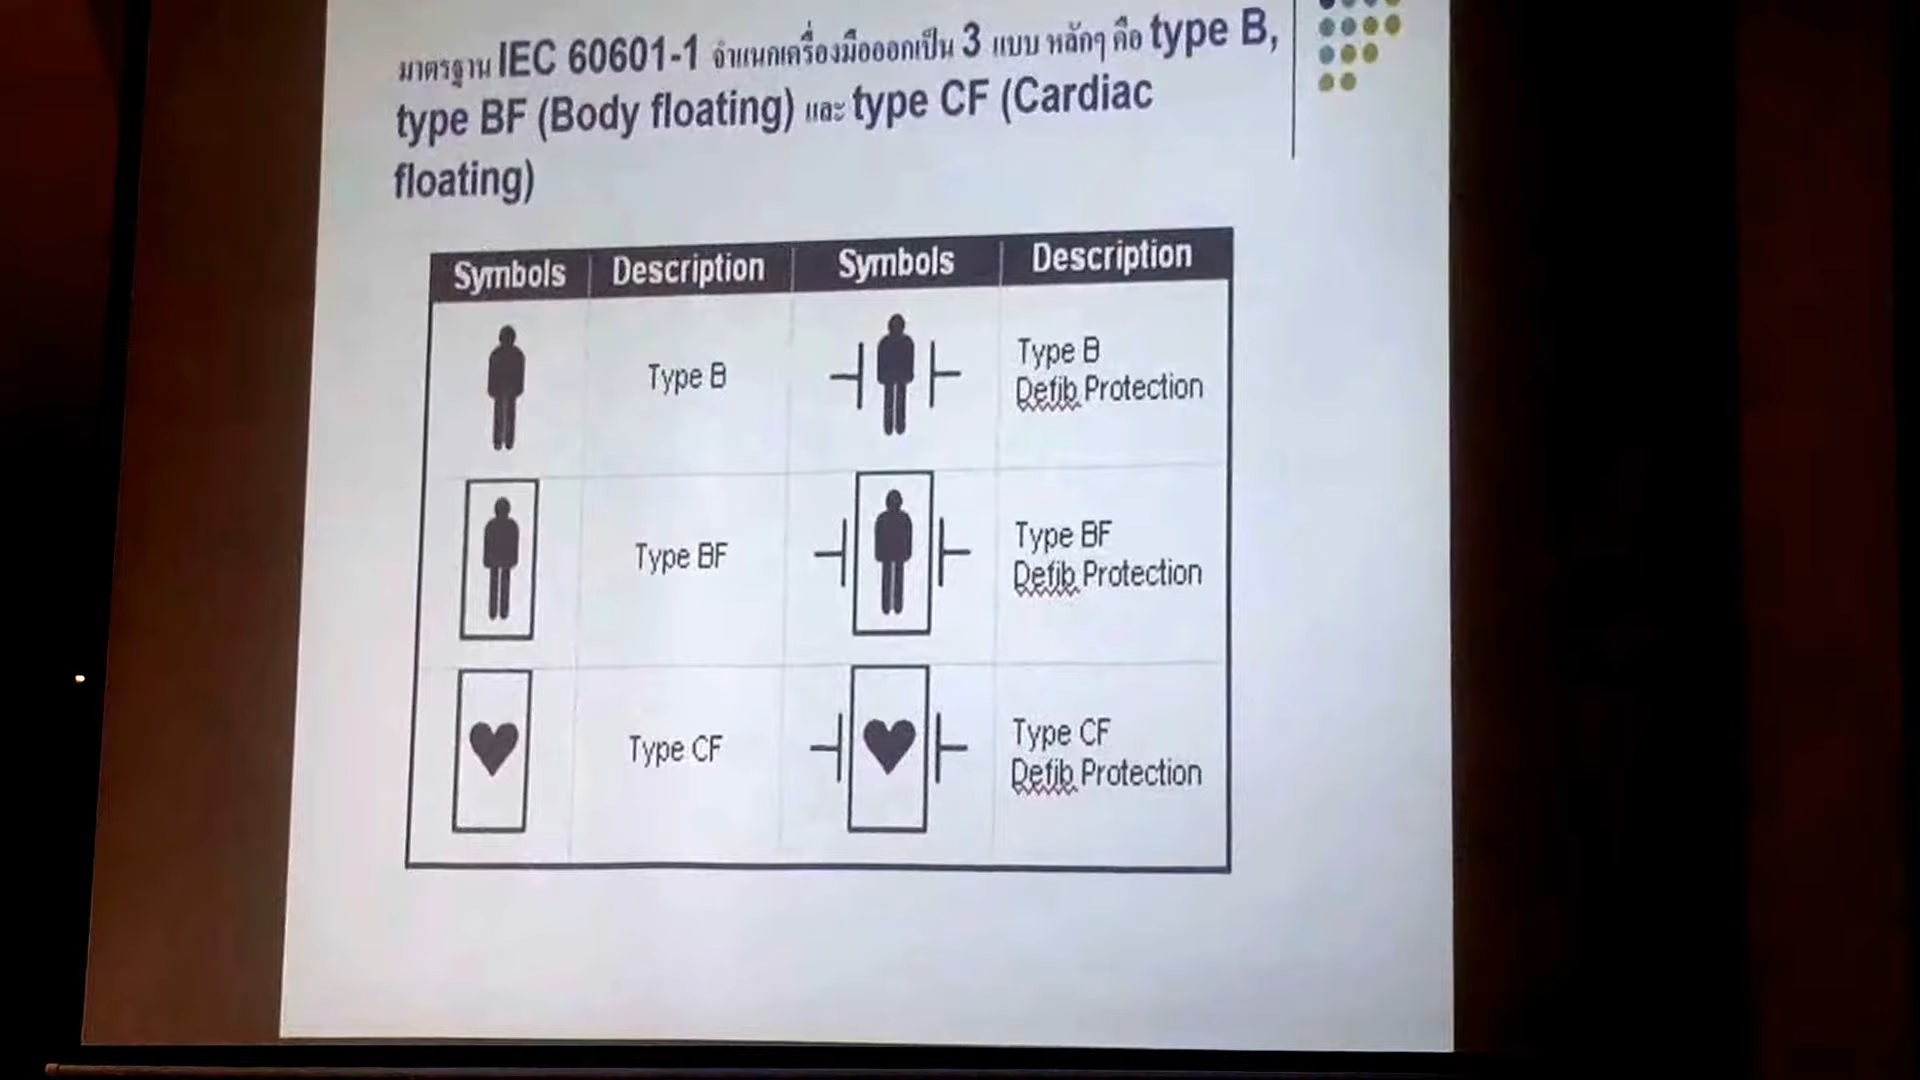 มาตรฐาน IEC 60601-1 จำแนกเครื่องมือออกเป็น 3 แบบ หลักๆ คือ type B,
type BF (Body floating) และ type CF (Cardiac
floating)
Symbols Description Symbols Description
Type B
Type B
Defib Protection
Type BF
Type BF
Defib Protection
Type CF
Type CF
Defib Protection